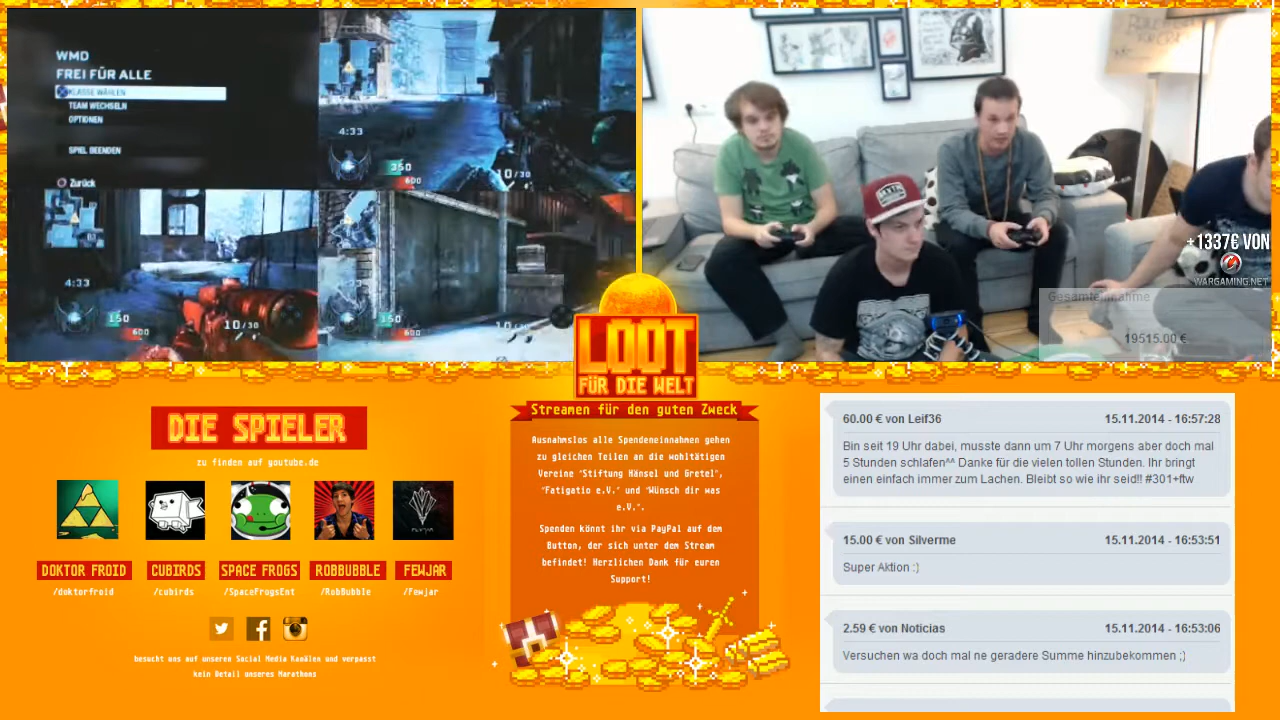 WMD
FREI FÜR ALLE
KLASSE WÄHLEN
TEAM WECHSELN
OPTIONEN
SPIEL BEENDEN
Zurück
4:33
350
600
10/30
B3
4:33
150
600
10/30
4:33
150
600
+1337€ VON
WARGAMING.NET
Gesamteinnahme
19515.00 €
LOOT
FÜR DIE WELT
DIE SPIELER
zu finden auf youtube.de
DOKTOR FROID
/doktorfroid
CUBIRDS
/cubirds
SPACE FROGS
/SpaceFrogsEnt
ROBBUBBLE
/RobBubble
FEWJAR
/Fewjar
besucht uns auf unseren Social Media Kanälen und verpasst
kein Detail unseres Marathons
Streamen für den guten Zweck
Ausnahmslos alle Spendeneinnahmen gehen
zu gleichen Teilen an die wohltätigen
Vereine "Stiftung Hänsel und Gretel",
"Fatigatio e.V." und "Wünsch dir was
e.V.".
Spenden könnt ihr via PayPal auf dem
Button, der sich unter dem Stream
befindet! Herzlichen Dank für euren
Support!
60.00 € von Leif36
15.11.2014 - 16:57:28
Bin seit 19 Uhr dabei, musste dann um 7 Uhr morgens aber doch mal
5 Stunden schlafen^^ Danke für die vielen tollen Stunden. Ihr bringt
einen einfach immer zum Lachen. Bleibt so wie ihr seid!! #301+ftw
15.00 € von Silverme
15.11.2014 - 16:53:51
Super Aktion :)
2.59 € von Noticias
15.11.2014 - 16:53:06
Versuchen wa doch mal ne geradere Summe hinzubekommen ;)